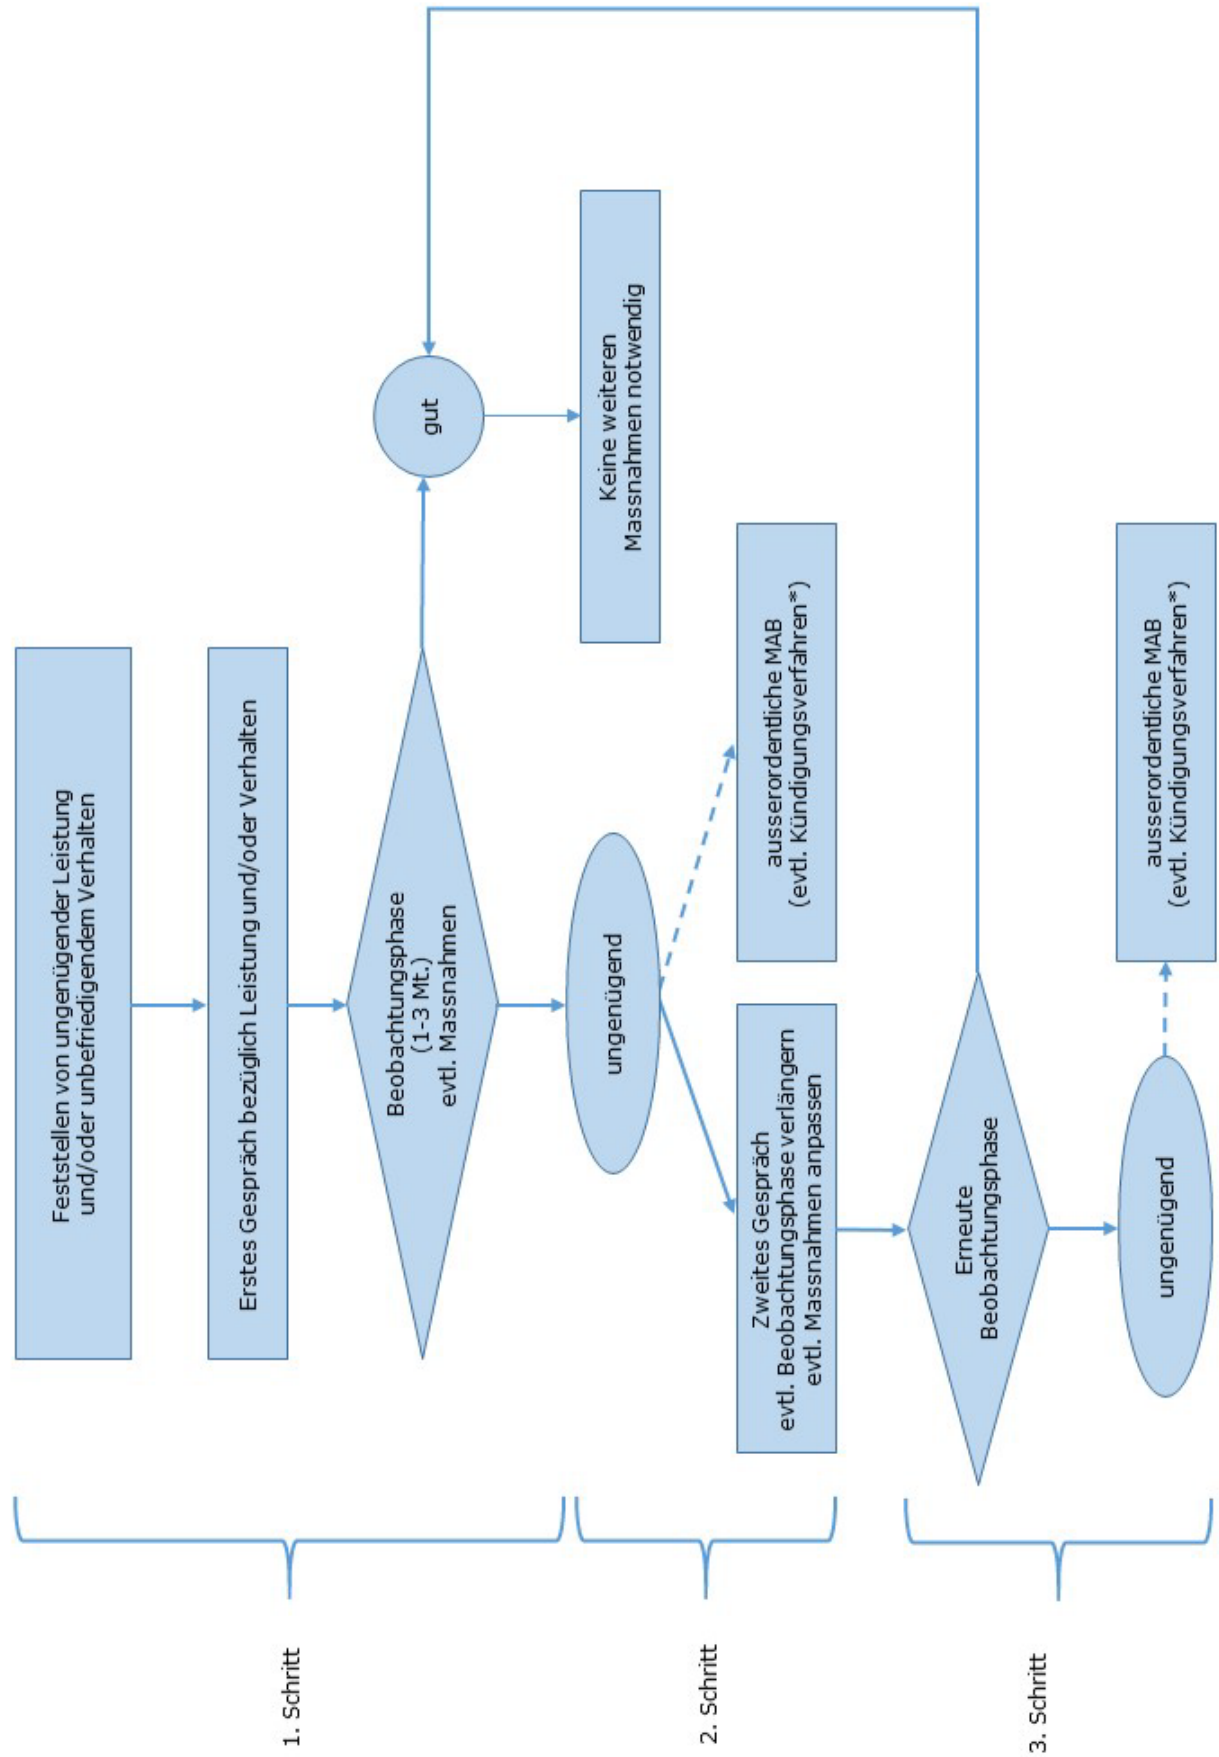 1. Schritt
Feststellen von ungenügender Leistung
und/oder unbefriedigendem Verhalten
Erstes Gespräch bezüglich Leistung und/oder Verhalten
Beobachtungsphase
(1-3 Mt.)
evtl. Massnahmen
gut
Keine weiteren
Massnahmen notwendig
2. Schritt
ungenügend
Zweites Gespräch
evtl. Beobachtungsphase verlängern
evtl. Massnahmen anpassen
ausserordentliche MAB
(evtl. Kündigungsverfahren*)
3. Schritt
Erneute
Beobachtungsphase
ungenügend
ausserordentliche MAB
(evtl. Kündigungsverfahren*)